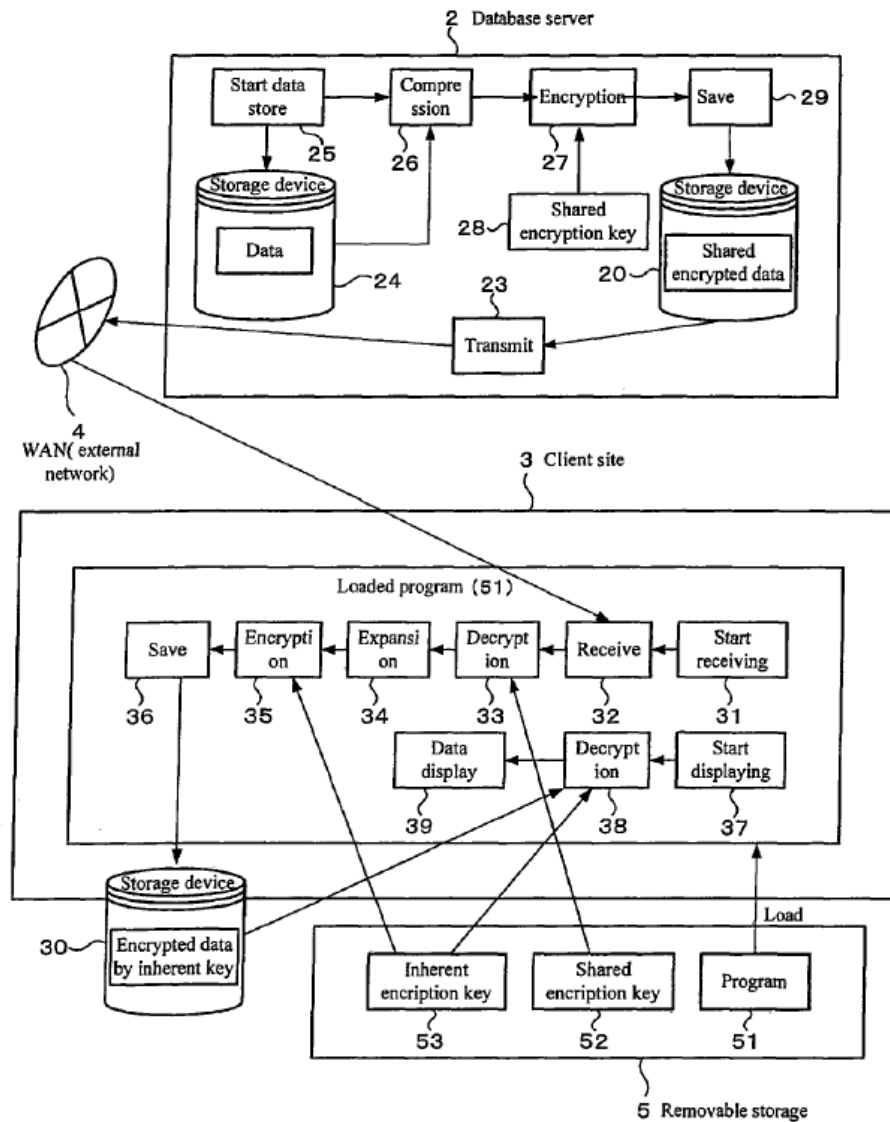 2 Database server
Start data
store
25
Compre
ssion
26
Encryption
27
Save
29
Storage device
Data
24
28
Shared
encryption key
Storage device
20
Shared
encrypted data
23
Transmit
4
WAN( external
network)
3 Client site
Loaded program (51)
Save
36
Encrypti
on
35
Expansi
on
34
Decrypt
ion
33
Receive
32
Start
receiving
31
Data
display
39
Decrypt
ion
38
Start
displaying
37
Storage device
30
Encrypted data
by inherent key
Load
Inherent
encription key
53
Shared
encription key
52
Program
51
5 Removable storage